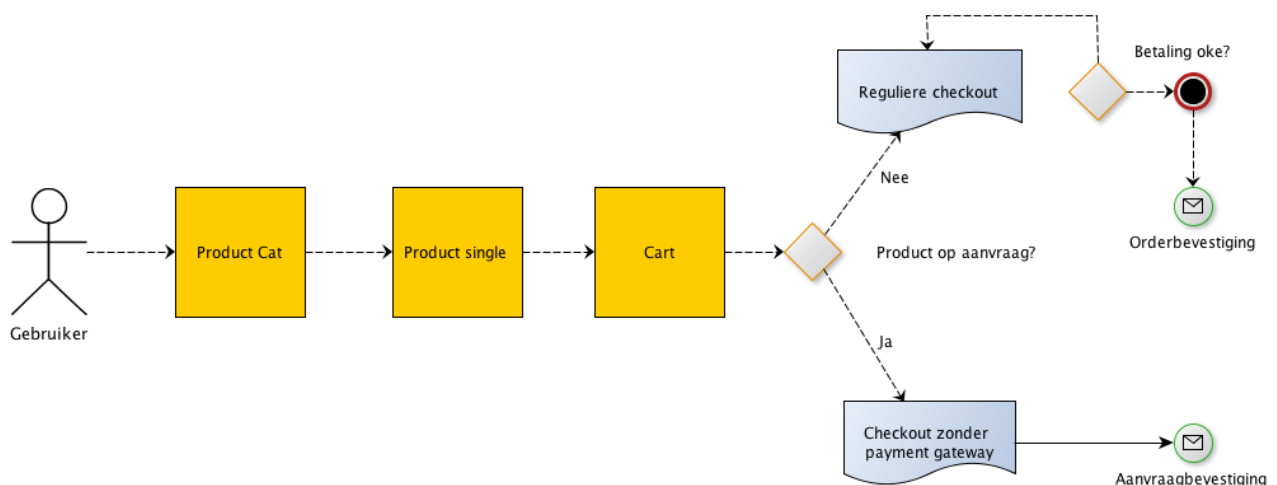 Betaling oke?
Reguliere checkout
Nee
Product Cat
Product single
Cart
Product op aanvraag?
Orderbevestiging
Gebruiker
Ja
Checkout zonder
payment gateway
Aanvraagbevestiging